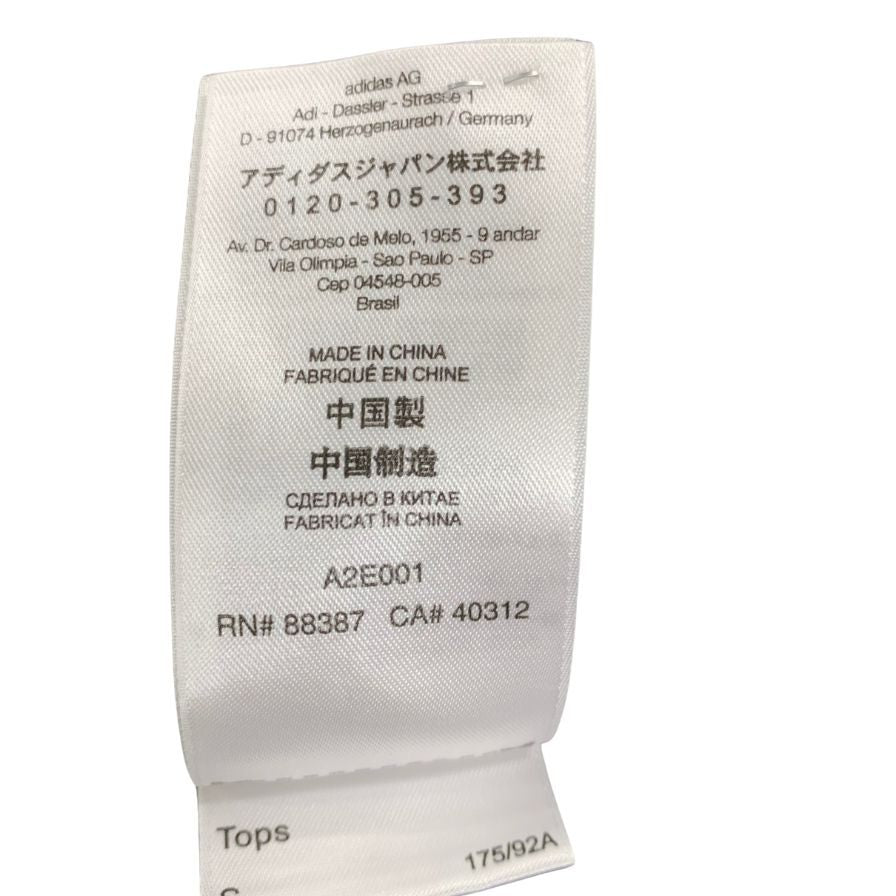 adidas AG
Adi - Dassler - Strasse 1
D - 91074 Herzogenaurach / Germany
アディダスジャパン株式会社
0120-305-393
Av. Dr. Cardoso de Melo, 1955 - 9 andar
Vila Olimpia - Sao Paulo - SP
Cep 04548-005
Brasil
MADE IN CHINA
FABRIQUÉ EN CHINE
中国製
中国制造
СДЕЛАНО В КИТАЕ
FABRICAT ÎN CHINA
A2E001
RN# 88387 CA# 40312
Tops
175/92A